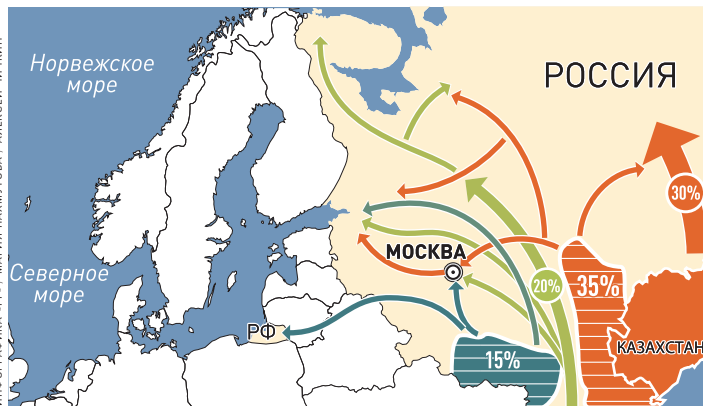 Норвежское
море
РОССИЯ
30%
МОСКВА
Северное
море
20%
35%
РФ
КАЗАХСТАН
15%